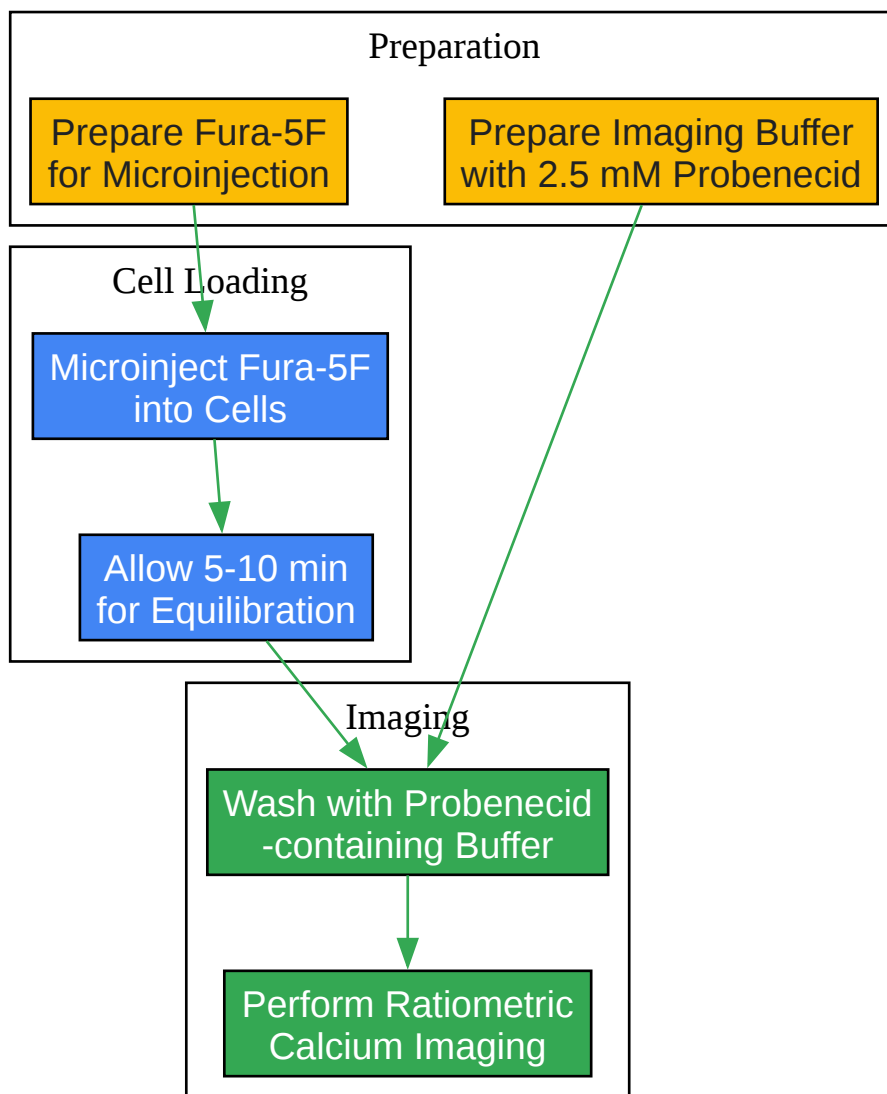 Preparation
Prepare Fura-5F
for Microinjection
Prepare Imaging Buffer
with 2.5 mM Probenecid
Cell Loading
Microinject Fura-5F
into Cells
Allow 5-10 min
for Equilibration
Imaging
Wash with Probenecid
-containing Buffer
Perform Ratiometric
Calcium Imaging